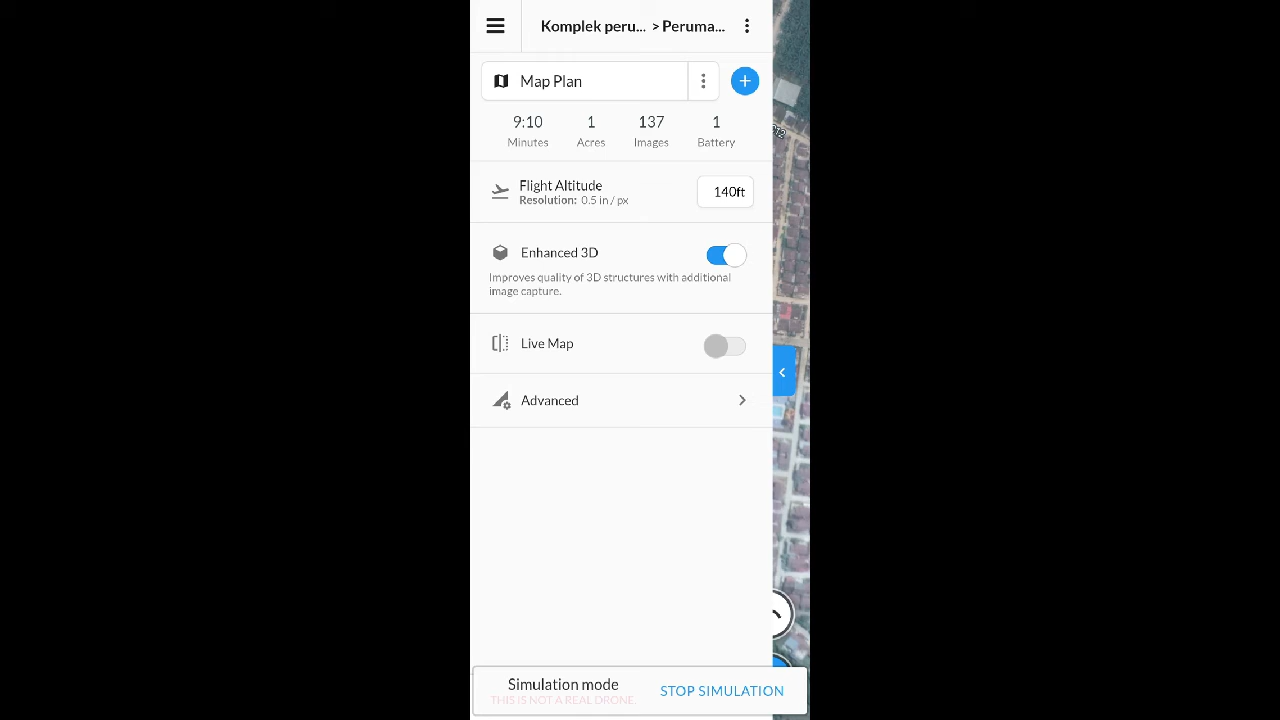 Komplek peru... > Peruma...
Map Plan
9:10 1 137 1
Minutes Acres Images Battery
Flight Altitude
Resolution: 0.5 in / px
140ft
Enhanced 3D
Improves quality of 3D structures with additional
image capture.
Live Map
Advanced
Simulation mode
THIS IS NOT A REAL DRONE.
STOP SIMULATION